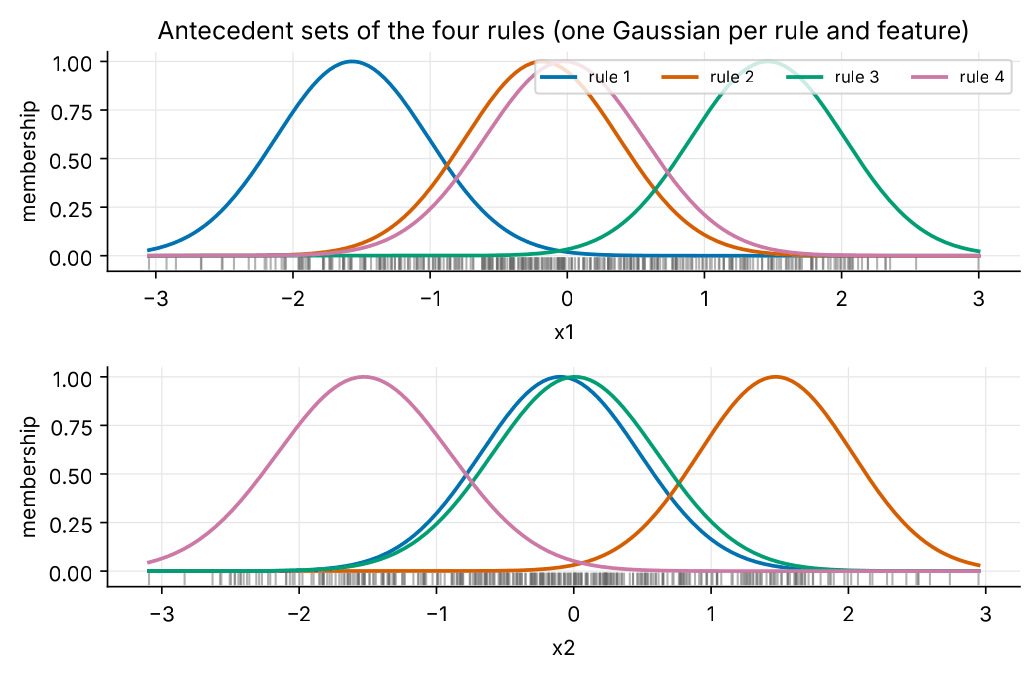 Antecedent sets of the four rules (one Gaussian per rule and feature)
1.00
0.75
0.50
0.25
0.00
membership
rule 1 rule 2 rule 3 rule 4
−3 −2 −1 0 1 2 3
x1
1.00
0.75
0.50
0.25
0.00
membership
−3 −2 −1 0 1 2 3
x2